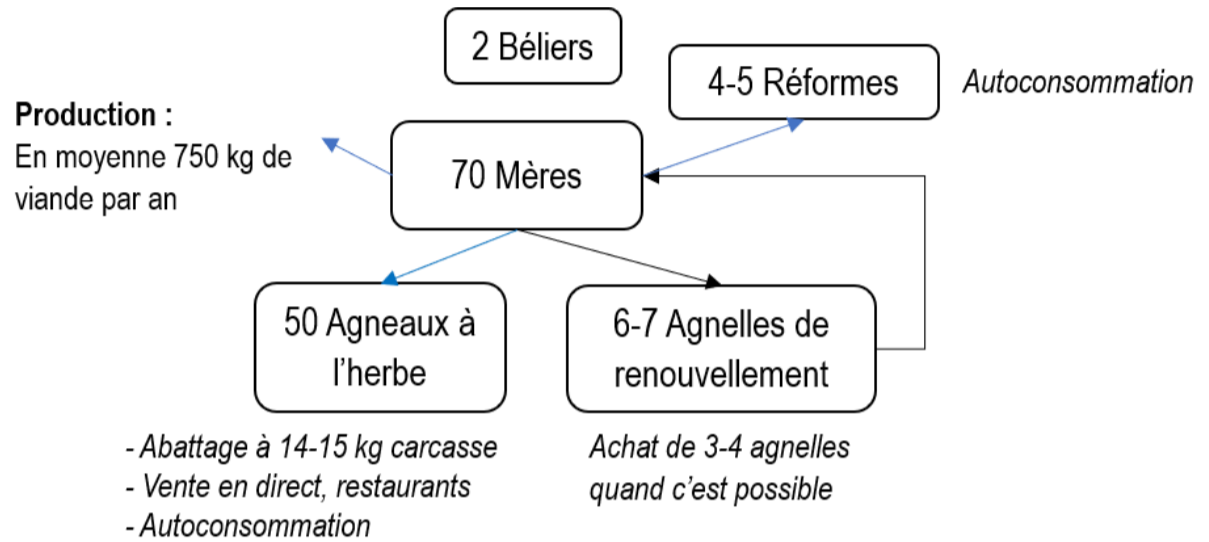 2 Béliers
4-5 Réformes
Autoconsommation
Production :
En moyenne 750 kg de
viande par an
70 Mères
50 Agneaux à
l’herbe
6-7 Agnelles de
renouvellement
- Abattage à 14-15 kg carcasse
- Vente en direct, restaurants
- Autoconsommation
Achat de 3-4 agnelles
quand c’est possible